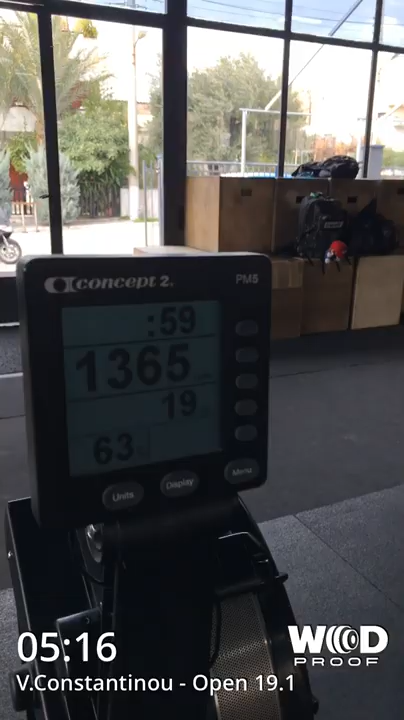 concept 2.
PM5
:59
1365
19
63
Units
Display
Menu
05:16
WOD
PROOF
V.Constantinou - Open 19.1